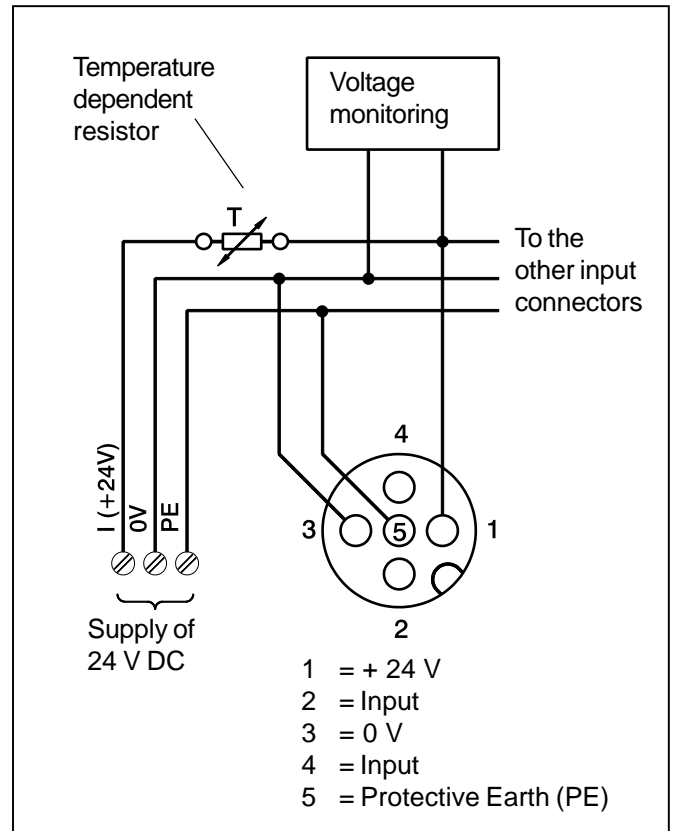 Temperature
dependent
resistor
Voltage
monitoring
T
To the
other input
connectors
I (+24V)
0V
PE
4
3
5
1
2
Supply of
24 V DC
1 = + 24 V
2 = Input
3 = 0 V
4 = Input
5 = Protective Earth (PE)